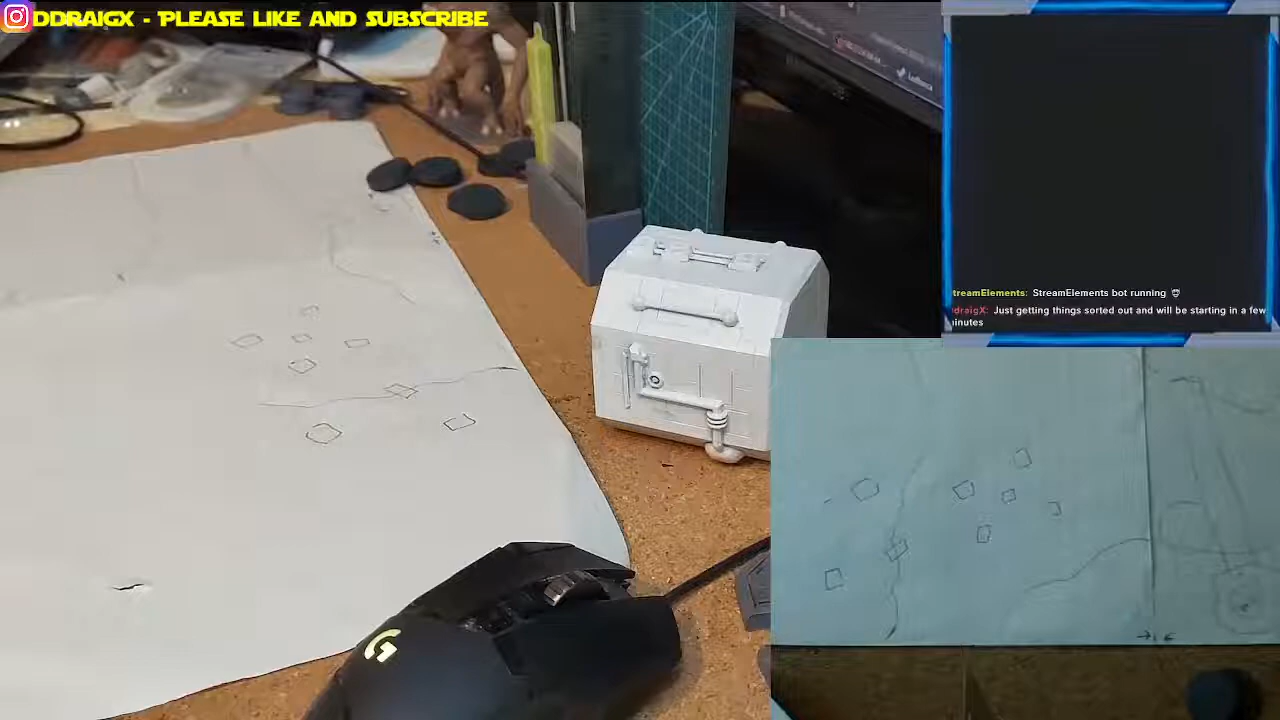 DDRAIGX - PLEASE LIKE AND SUBSCRIBE
treamElements: StreamElements bot running
draigX: Just getting things sorted out and will be starting in a few
inutes
G